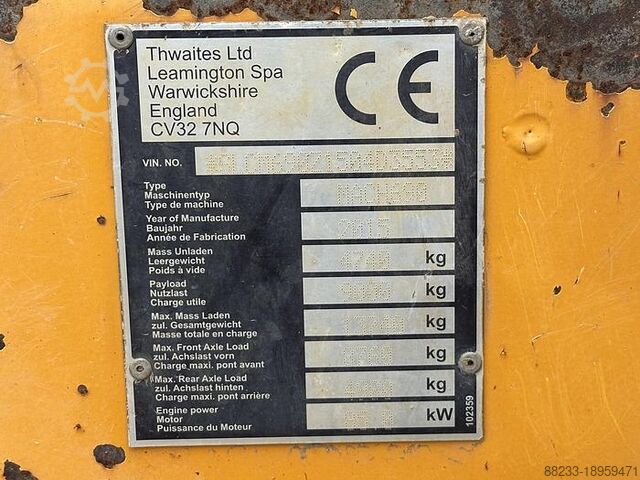 Thwaites Ltd
Leamington Spa
Warwickshire
England
CV32 7NQ
CE
VIN. NO.
Type
Maschinentyp
Type de machine
Year of Manufacture
Baujahr
Année de Fabrication
2015
Mass Unladen
Leergewicht
Poids à vide
4740
kg
Payload
Nutzlast
Charge utile
9000
kg
Max. Mass Laden
zul. Gesamtgewicht
Masse totale en charge
kg
Max. Front Axle Load
zul. Achslast vorn
Charge maxi. pont avant
kg
Max. Rear Axle Load
zul. Achslast hinten
Charge maxi. pont arrière
kg
Engine power
Motor
Puissance du Moteur
kW
102359
88233-18959471